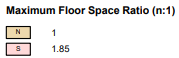 Maximum Floor Space Ratio (n:1)
N 1
S 1.85